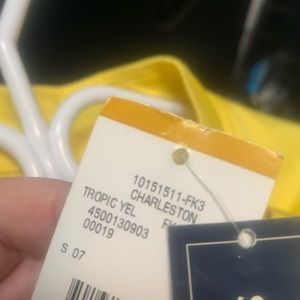 10151511-FK3
CHARLESTON
TROPIC YEL
4500130903
00019
S 07